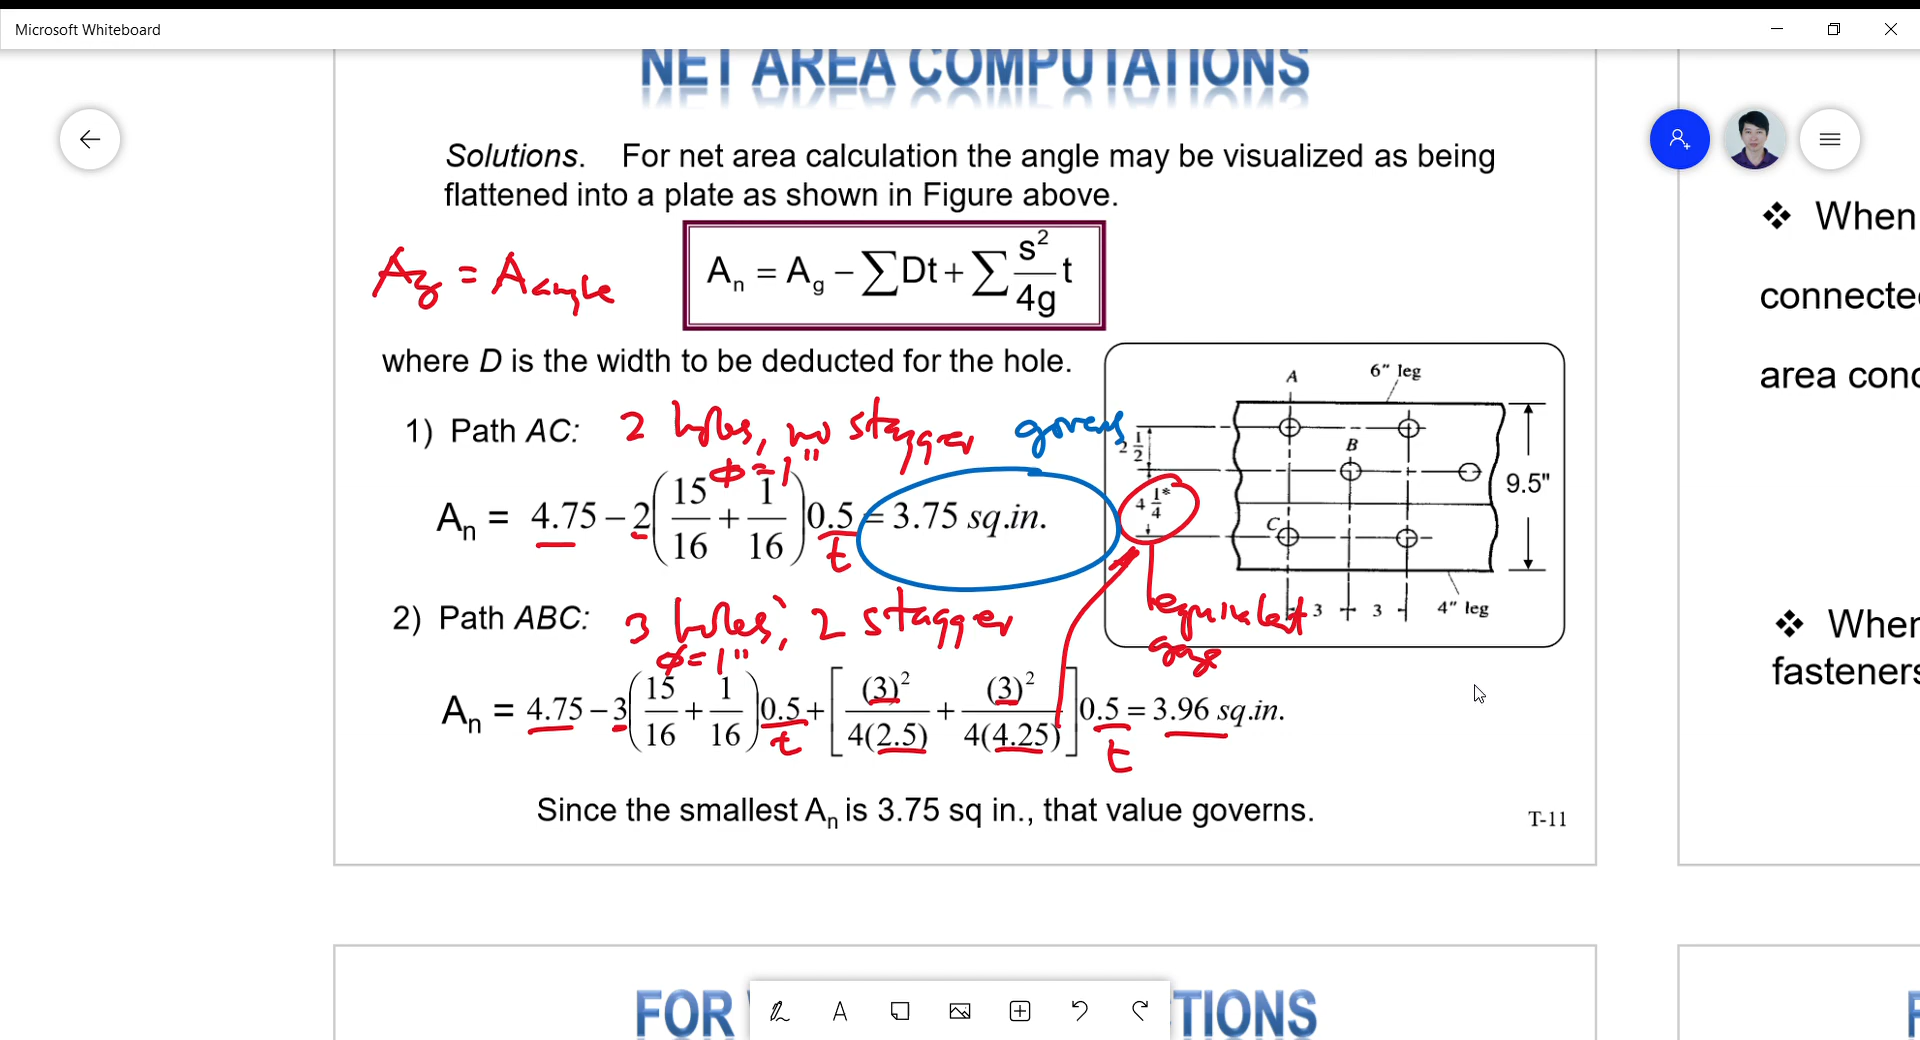 Microsoft Whiteboard
NET AREA COMPUTATIONS
Solutions. For net area calculation the angle may be visualized as being
flattened into a plate as shown in Figure above.
Ag = Aangle
An = Ag − ∑Dt + ∑ s²/4g t
where D is the width to be deducted for the hole.
1) Path AC: 2 holes, no stagger governs
φ = 1"
An = 4.75 − 2(15/16 + 1/16)0.5 = 3.75 sq.in.
t
2) Path ABC: 3 holes, 2 stagger
φ = 1"
An = 4.75 − 3(15/16 + 1/16)0.5 + [(3)²/4(2.5) + (3)²/4(4.25)]0.5 = 3.96 sq.in.
t t
Since the smallest An is 3.75 sq in., that value governs.
T-11
A 6" leg
B
2 1/2
9.5"
4 1/4*
C
3 3 4" leg
equivalent
gage
❖ When
connecte
area conc
❖ When
fasteners
FOR
TIONS
A